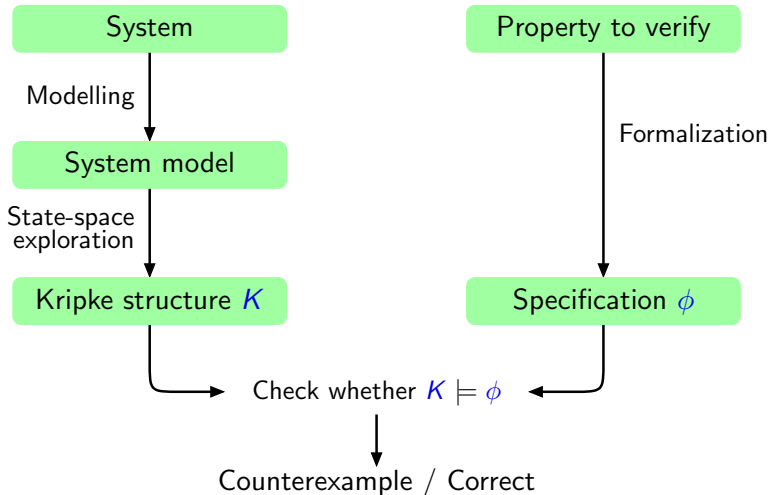 System
Property to verify
Modelling
Formalization
System model
State-space
exploration
Kripke structure K
Specification ϕ
Check whether K ⊨ ϕ
Counterexample / Correct